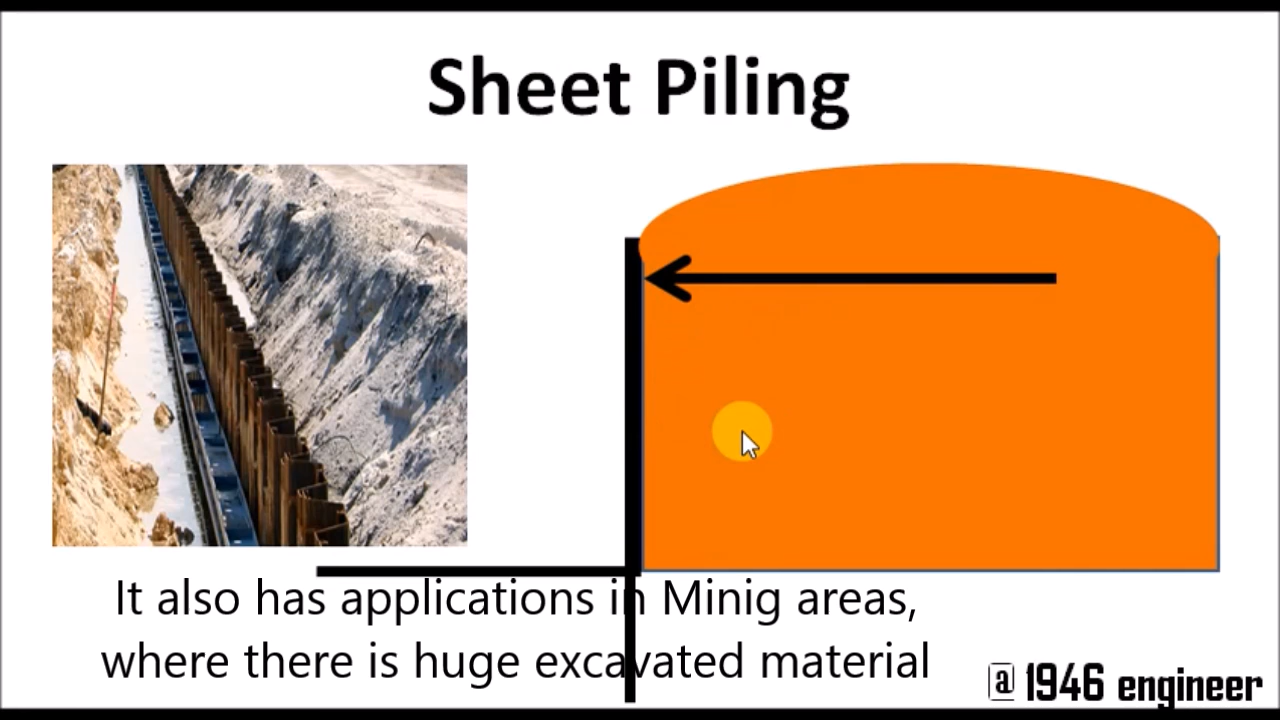 Sheet Piling
It also has applications in Minig areas,
where there is huge excavated material
@ 1946 engineer